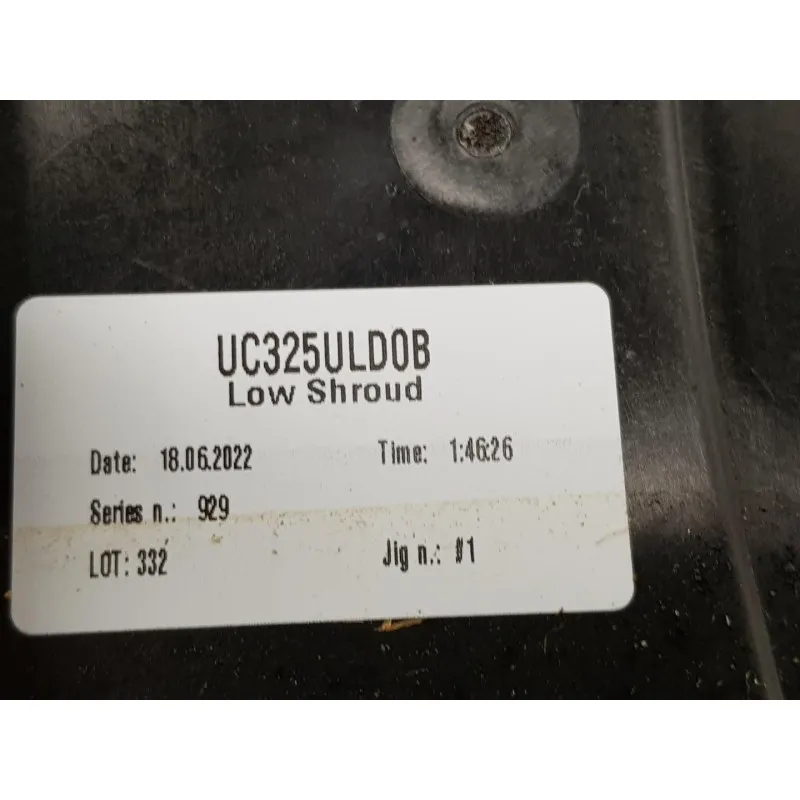 UC325ULD0B
Low Shroud
Date: 18.06.2022 Time: 1:46:26
Series n.: 929
LOT: 332 Jig n.: #1